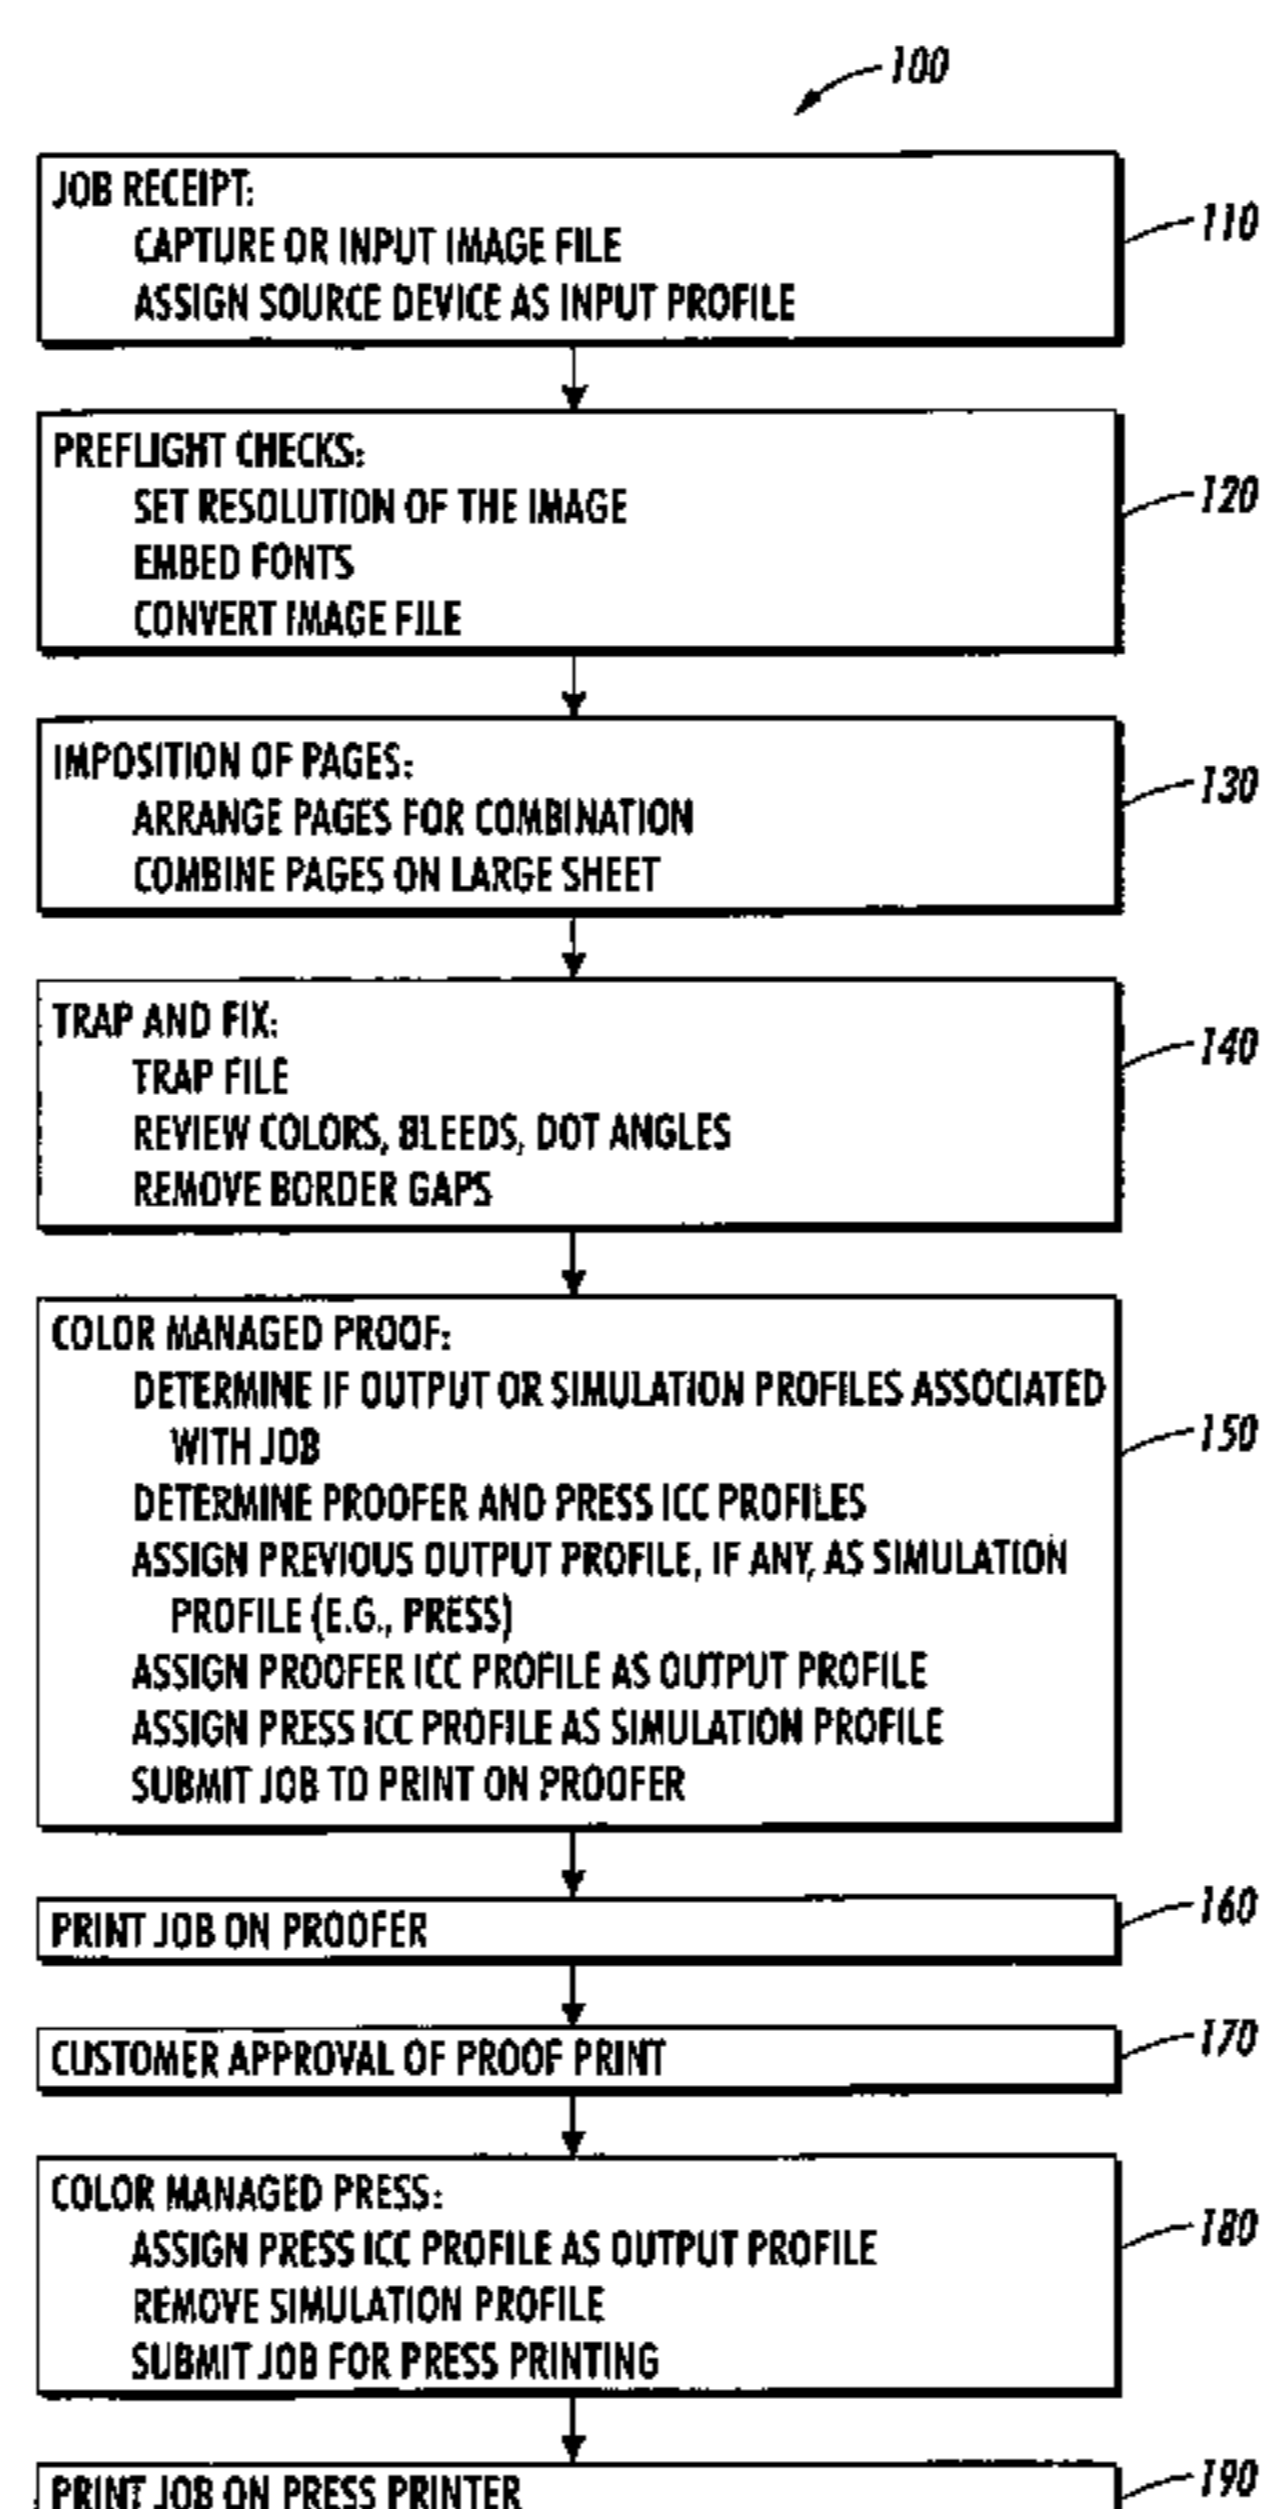 100
JOB RECEIPT:
CAPTURE OR INPUT IMAGE FILE
ASSIGN SOURCE DEVICE AS INPUT PROFILE
110
PREFLIGHT CHECKS:
SET RESOLUTION OF THE IMAGE
EMBED FONTS
CONVERT IMAGE FILE
120
IMPOSITION OF PAGES:
ARRANGE PAGES FOR COMBINATION
COMBINE PAGES ON LARGE SHEET
130
TRAP AND FIX:
TRAP FILE
REVIEW COLORS, BLEEDS, DOT ANGLES
REMOVE BORDER GAPS
140
COLOR MANAGED PROOF:
DETERMINE IF OUTPUT OR SIMULATION PROFILES ASSOCIATED
WITH JOB
DETERMINE PROOFER AND PRESS ICC PROFILES
ASSIGN PREVIOUS OUTPUT PROFILE, IF ANY, AS SIMULATION
PROFILE (E.G., PRESS)
ASSIGN PROOFER ICC PROFILE AS OUTPUT PROFILE
ASSIGN PRESS ICC PROFILE AS SIMULATION PROFILE
SUBMIT JOB TO PRINT ON PROOFER
150
PRINT JOB ON PROOFER
160
CUSTOMER APPROVAL OF PROOF PRINT
170
COLOR MANAGED PRESS:
ASSIGN PRESS ICC PROFILE AS OUTPUT PROFILE
REMOVE SIMULATION PROFILE
SUBMIT JOB FOR PRESS PRINTING
180
PRINT JOB ON PRESS PRINTER
190